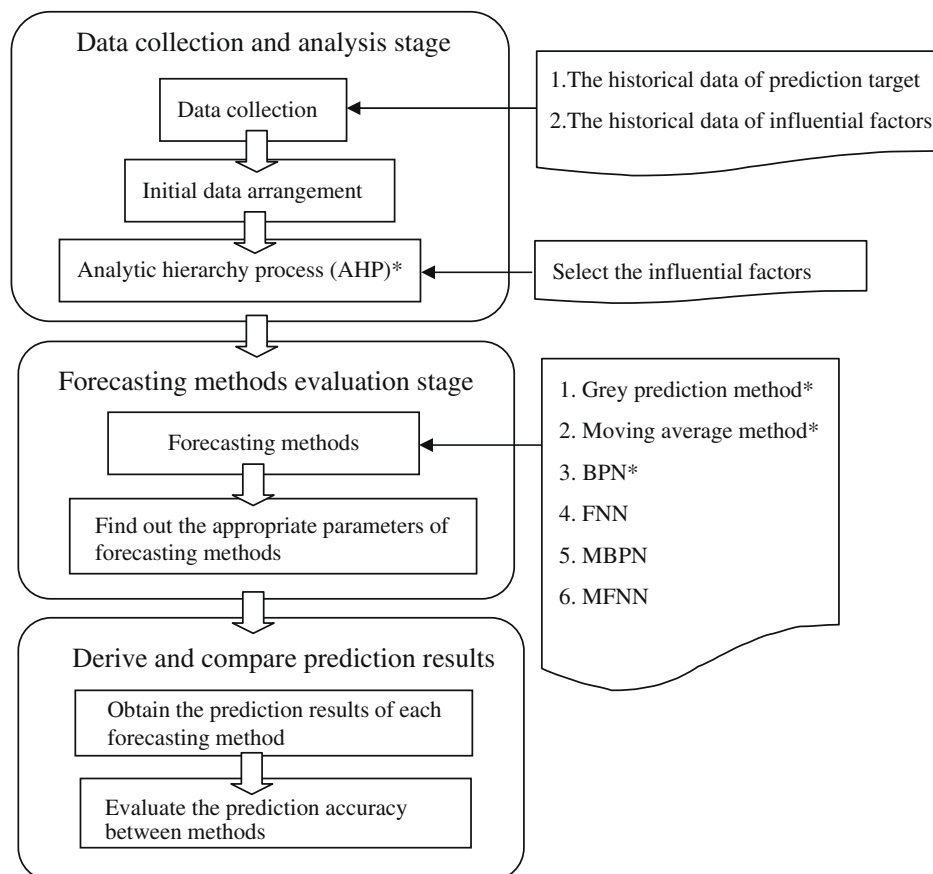 Data collection and analysis stage
Data collection
1.The historical data of prediction target
2.The historical data of influential factors
Initial data arrangement
Analytic hierarchy process (AHP)*
Select the influential factors
Forecasting methods evaluation stage
Forecasting methods
1. Grey prediction method*
2. Moving average method*
3. BPN*
4. FNN
5. MBPN
6. MFNN
Find out the appropriate parameters of
forecasting methods
Derive and compare prediction results
Obtain the prediction results of each
forecasting method
Evaluate the prediction accuracy
between methods